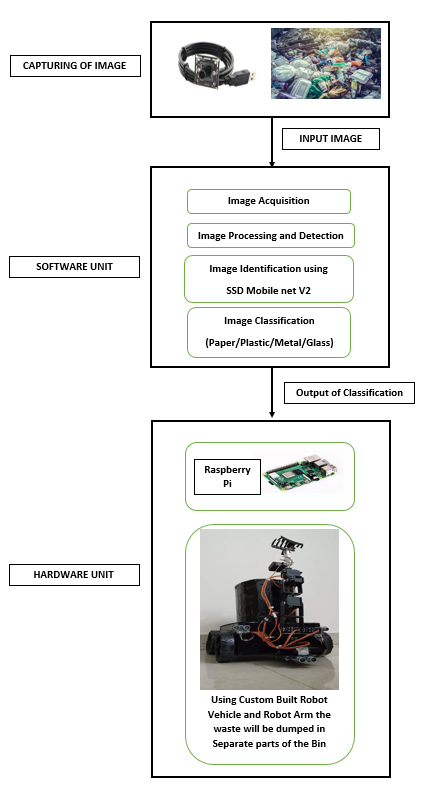 CAPTURING OF IMAGE
INPUT IMAGE
SOFTWARE UNIT
Image Acquisition
Image Processing and Detection
Image Identification using
SSD Mobile net V2
Image Classification
(Paper/Plastic/Metal/Glass)
Output of Classification
HARDWARE UNIT
Raspberry
Pi
Using Custom Built Robot
Vehicle and Robot Arm the
waste will be dumped in
Separate parts of the Bin